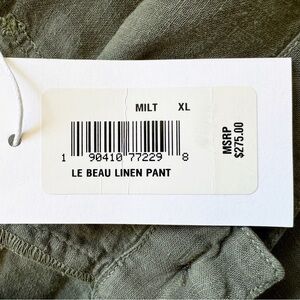 MILT XL
1 90410 77229 8
LE BEAU LINEN PANT
MSRP
$275.00